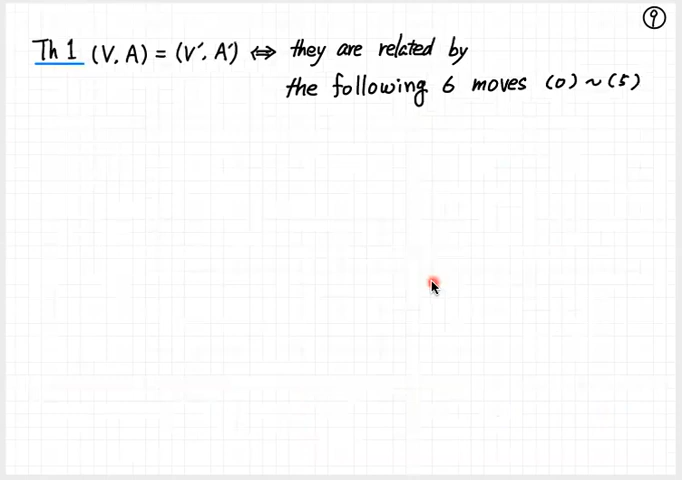 ⑨
Th 1 (V, A) = (V′, A′) ⇔ they are related by
the following 6 moves (0) ~ (5)